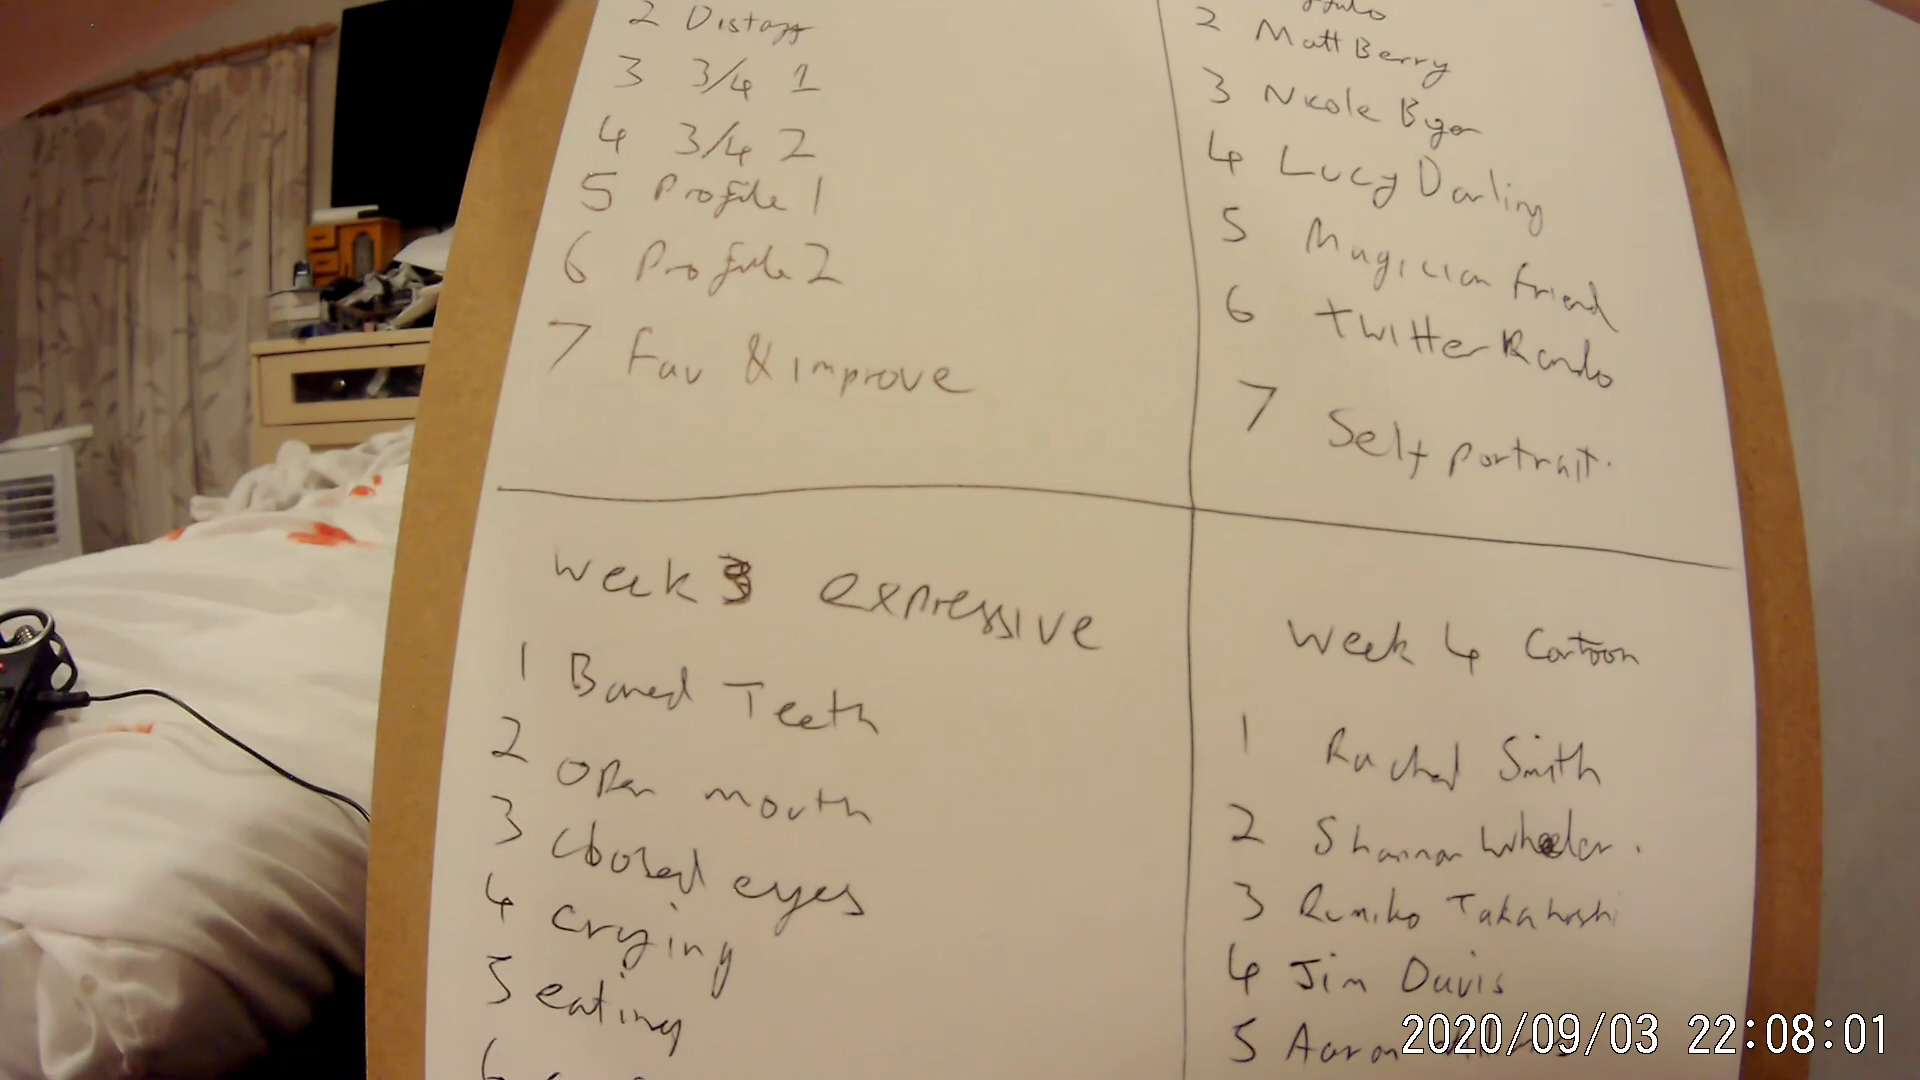 2 Distaff
3 3/4 1
4 3/4 2
5 Profile 1
6 Profile 2
7 Fav & improve
2 Matt Berry
3 Nicole Byer
4 Lucy Darling
5 Magician friend
6 Twitter Rando
7 Self portrait.
Week 3 expressive
1 Bared Teeth
2 open mouth
3 closed eyes
4 crying
5 eating
6
Week 4 Cartoon
1 Rachel Smith
2 Shannon Wheeler.
3 Rumiko Takahashi
4 Jim Davis
5 Aaron
2020/09/03 22:08:01